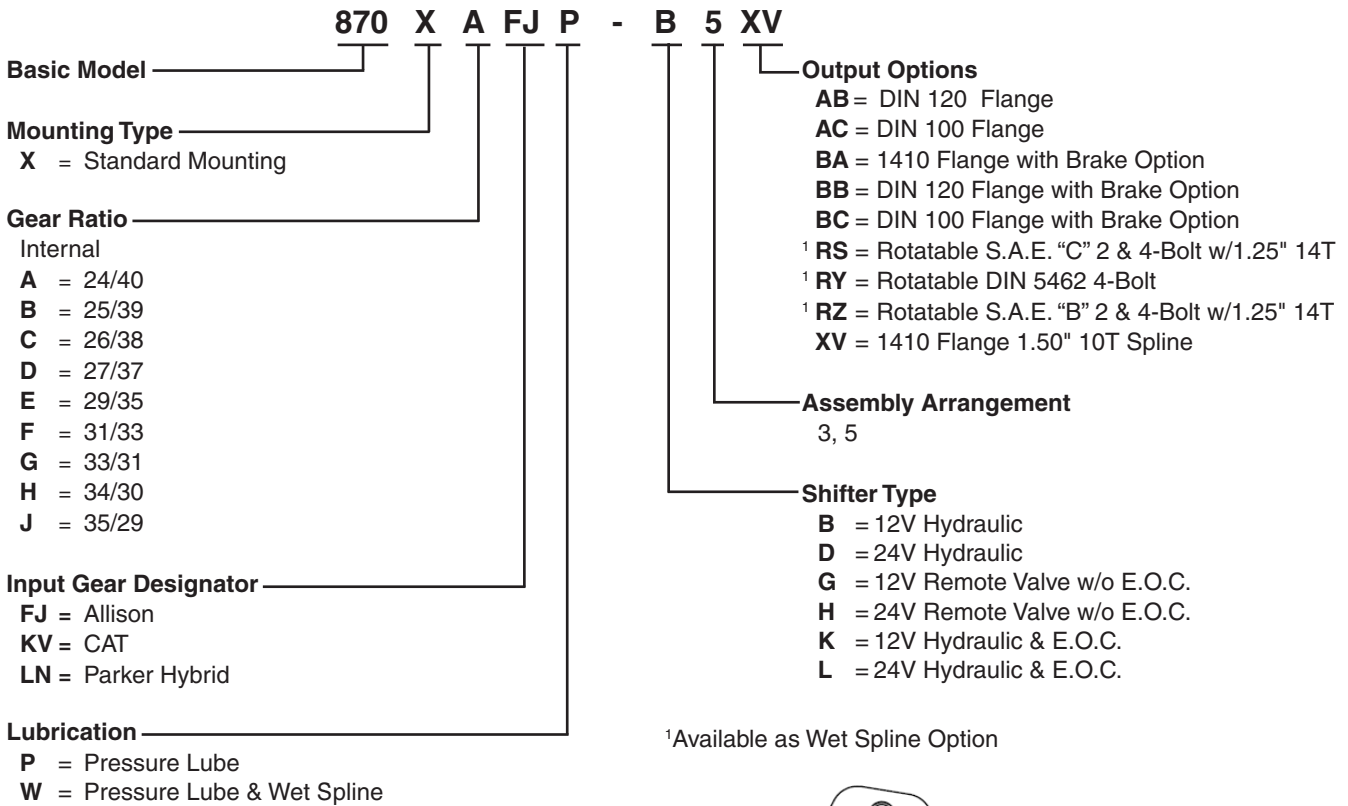 870 X A FJ P - B 5 XV
Basic Model
Mounting Type
X = Standard Mounting
Gear Ratio
Internal
A = 24/40
B = 25/39
C = 26/38
D = 27/37
E = 29/35
F = 31/33
G = 33/31
H = 34/30
J = 35/29
Input Gear Designator
FJ = Allison
KV = CAT
LN = Parker Hybrid
Lubrication
P = Pressure Lube
W = Pressure Lube & Wet Spline
Output Options
AB = DIN 120 Flange
AC = DIN 100 Flange
BA = 1410 Flange with Brake Option
BB = DIN 120 Flange with Brake Option
BC = DIN 100 Flange with Brake Option
1 RS = Rotatable S.A.E. “C” 2 & 4-Bolt w/1.25" 14T
1 RY = Rotatable DIN 5462 4-Bolt
1 RZ = Rotatable S.A.E. “B” 2 & 4-Bolt w/1.25" 14T
XV = 1410 Flange 1.50" 10T Spline
Assembly Arrangement
3, 5
Shifter Type
B = 12V Hydraulic
D = 24V Hydraulic
G = 12V Remote Valve w/o E.O.C.
H = 24V Remote Valve w/o E.O.C.
K = 12V Hydraulic & E.O.C.
L = 24V Hydraulic & E.O.C.
1Available as Wet Spline Option